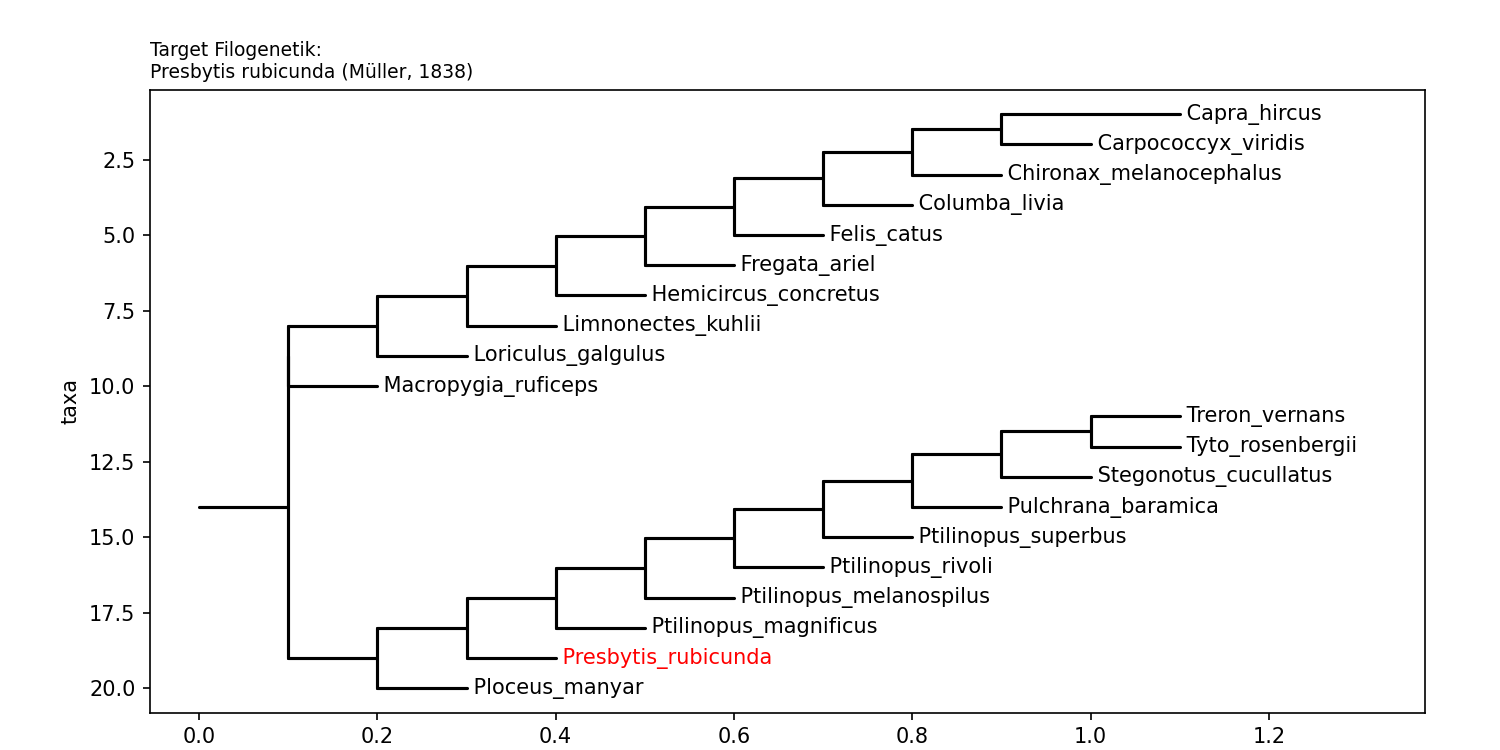 Target Filogenetik:
Presbytis rubicunda (Müller, 1838)
Capra_hircus
Carpococcyx_viridis
2.5
Chironax_melanocephalus
Columba_livia
5.0
Felis_catus
Fregata_ariel
Hemicircus_concretus
7.5
Limnonectes_kuhlii
Loriculus_galgulus
taxa
10.0
Macropygia_ruficeps
Treron_vernans
Tyto_rosenbergii
12.5
Stegonotus_cucullatus
Pulchrana_baramica
15.0
Ptilinopus_superbus
Ptilinopus_rivoli
Ptilinopus_melanospilus
17.5
Ptilinopus_magnificus
Presbytis_rubicunda
20.0
Ploceus_manyar
0.0 0.2 0.4 0.6 0.8 1.0 1.2